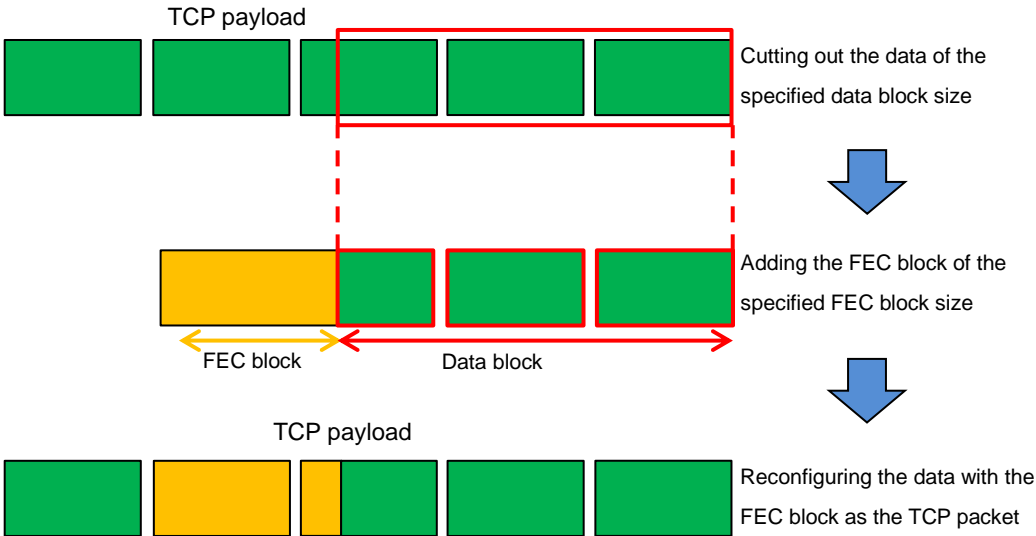 TCP payload
Cutting out the data of the
specified data block size
Adding the FEC block of the
specified FEC block size
FEC block
Data block
TCP payload
Reconfiguring the data with the
FEC block as the TCP packet